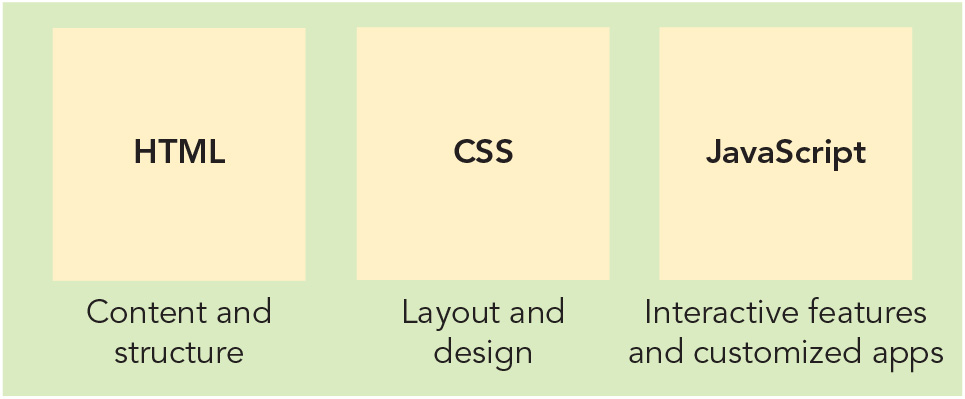 HTML
CSS
JavaScript
Content and
structure
Layout and
design
Interactive features
and customized apps